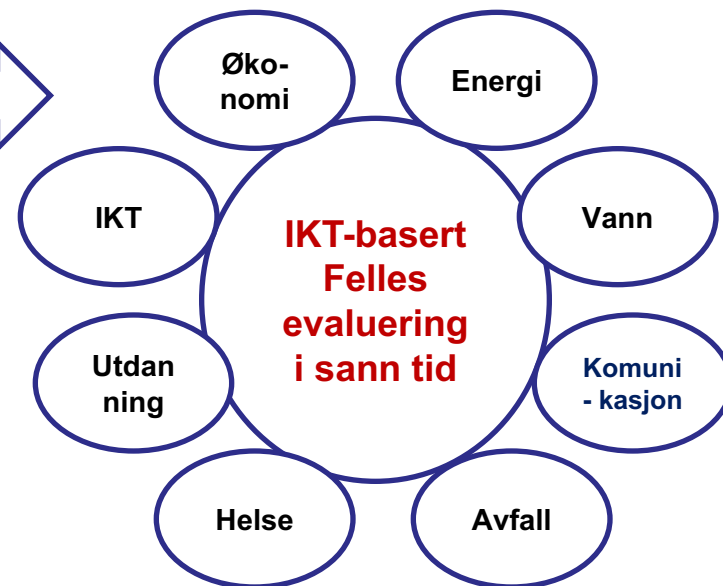 Øko-
nomi
Energi
IKT
Vann
IKT-basert
Felles
evaluering
i sann tid
Utdan
ning
Komuni
- kasjon
Helse
Avfall